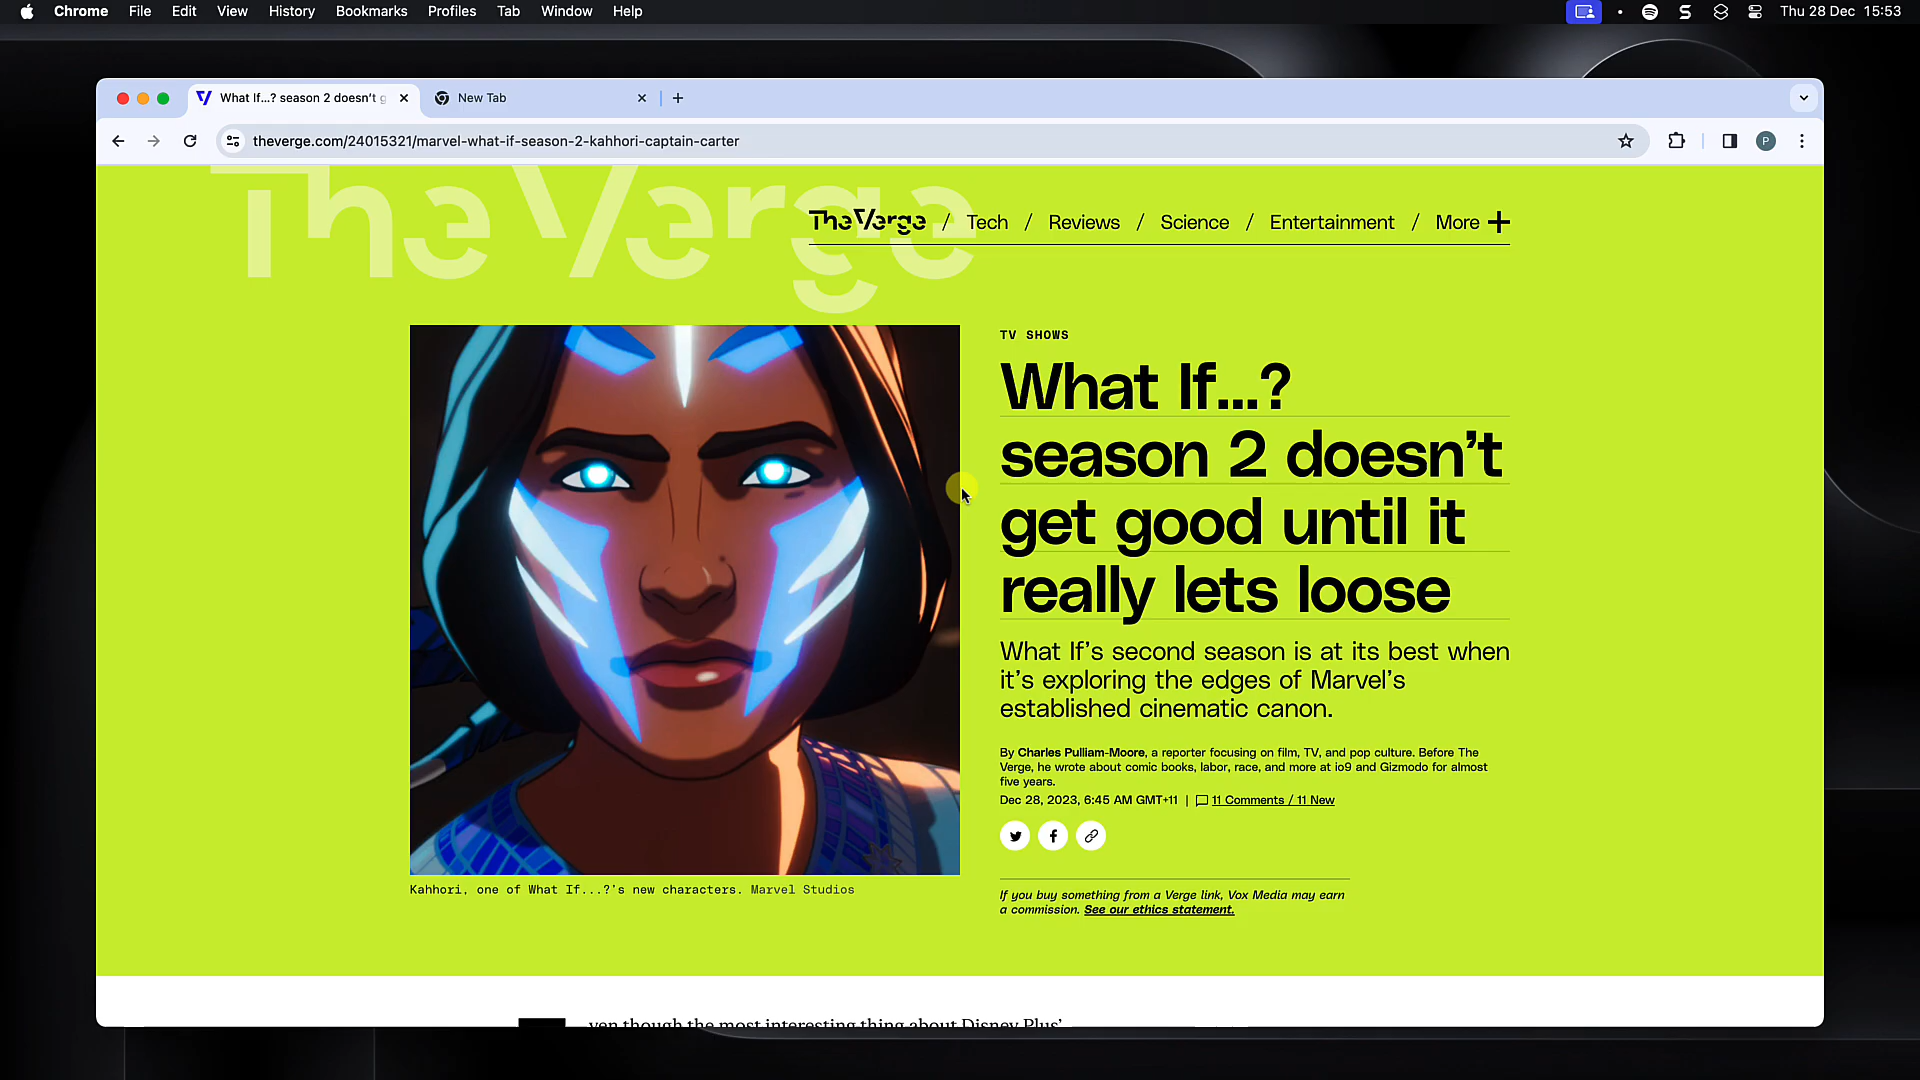 Chrome File Edit View History Bookmarks Profiles Tab Window Help
Thu 28 Dec 15:53
What If...? season 2 doesn't g
New Tab
theverge.com/24015321/marvel-what-if-season-2-kahhori-captain-carter
P
The Verge
The Verge / Tech / Reviews / Science / Entertainment / More +
TV SHOWS
What If...?
season 2 doesn't
get good until it
really lets loose
What If's second season is at its best when
it's exploring the edges of Marvel's
established cinematic canon.
By Charles Pulliam-Moore, a reporter focusing on film, TV, and pop culture. Before The
Verge, he wrote about comic books, labor, race, and more at io9 and Gizmodo for almost
five years.
Dec 28, 2023, 6:45 AM GMT+11 | 11 Comments / 11 New
Kahhori, one of What If...?'s new characters. Marvel Studios
If you buy something from a Verge link, Vox Media may earn
a commission. See our ethics statement.
ven though the most interesting thing about Disney Plus'